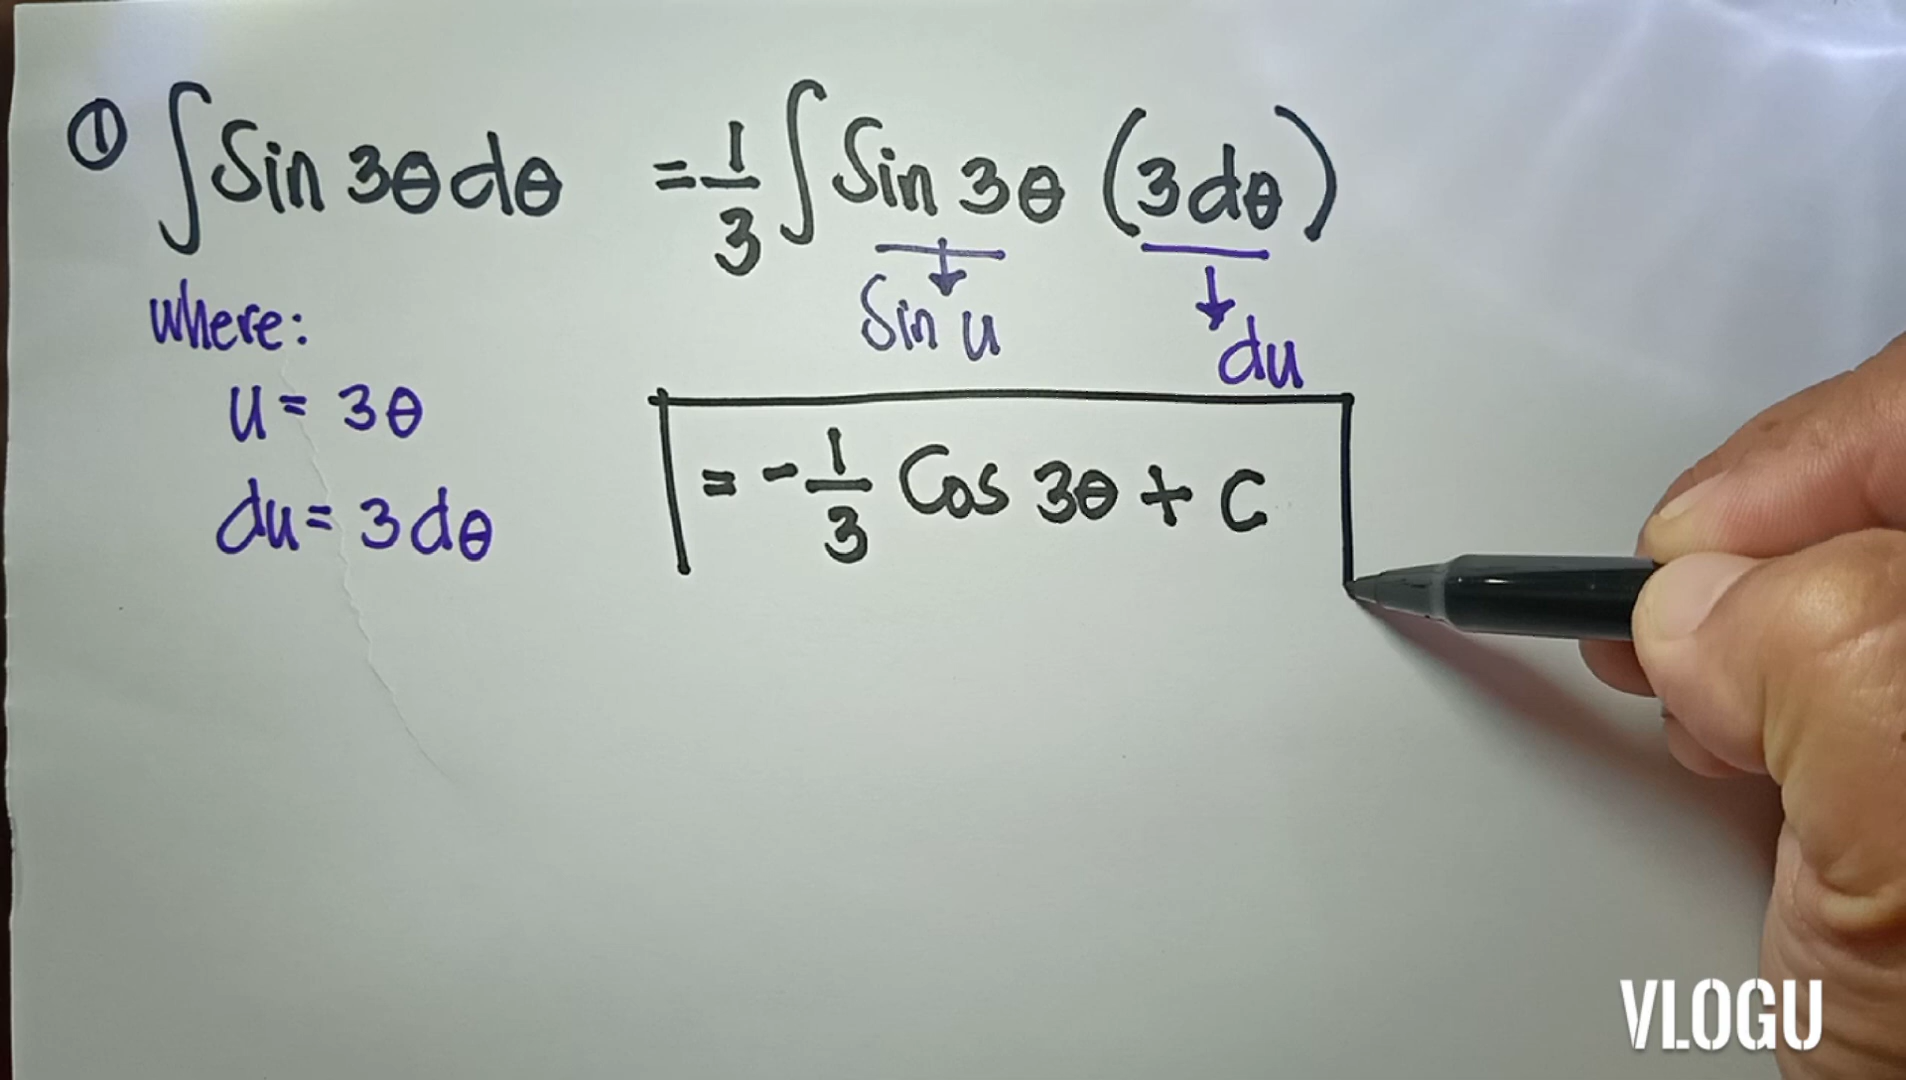 ① ∫ Sin 3θ dθ = 1/3 ∫ Sin 3θ (3dθ)
Sin u
du
where:
u = 3θ
du = 3dθ
= - 1/3 Cos 3θ + C
VLOGU